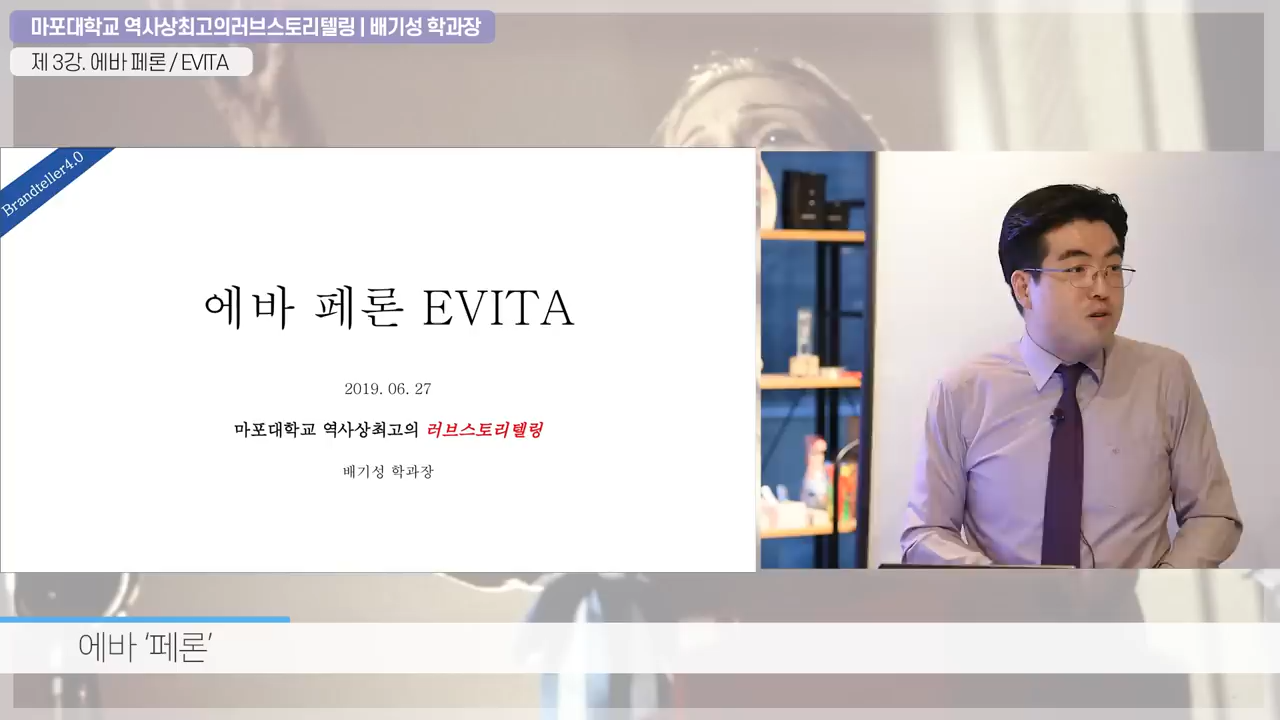 마포대학교 역사상최고의러브스토리텔링 | 배기성 학과장
제 3강. 에바 페론 / EVITA
Brandteller4.0
에바 페론 EVITA
2019. 06. 27
마포대학교 역사상최고의 러브스토리텔링
배기성 학과장
에바 ‘페론’